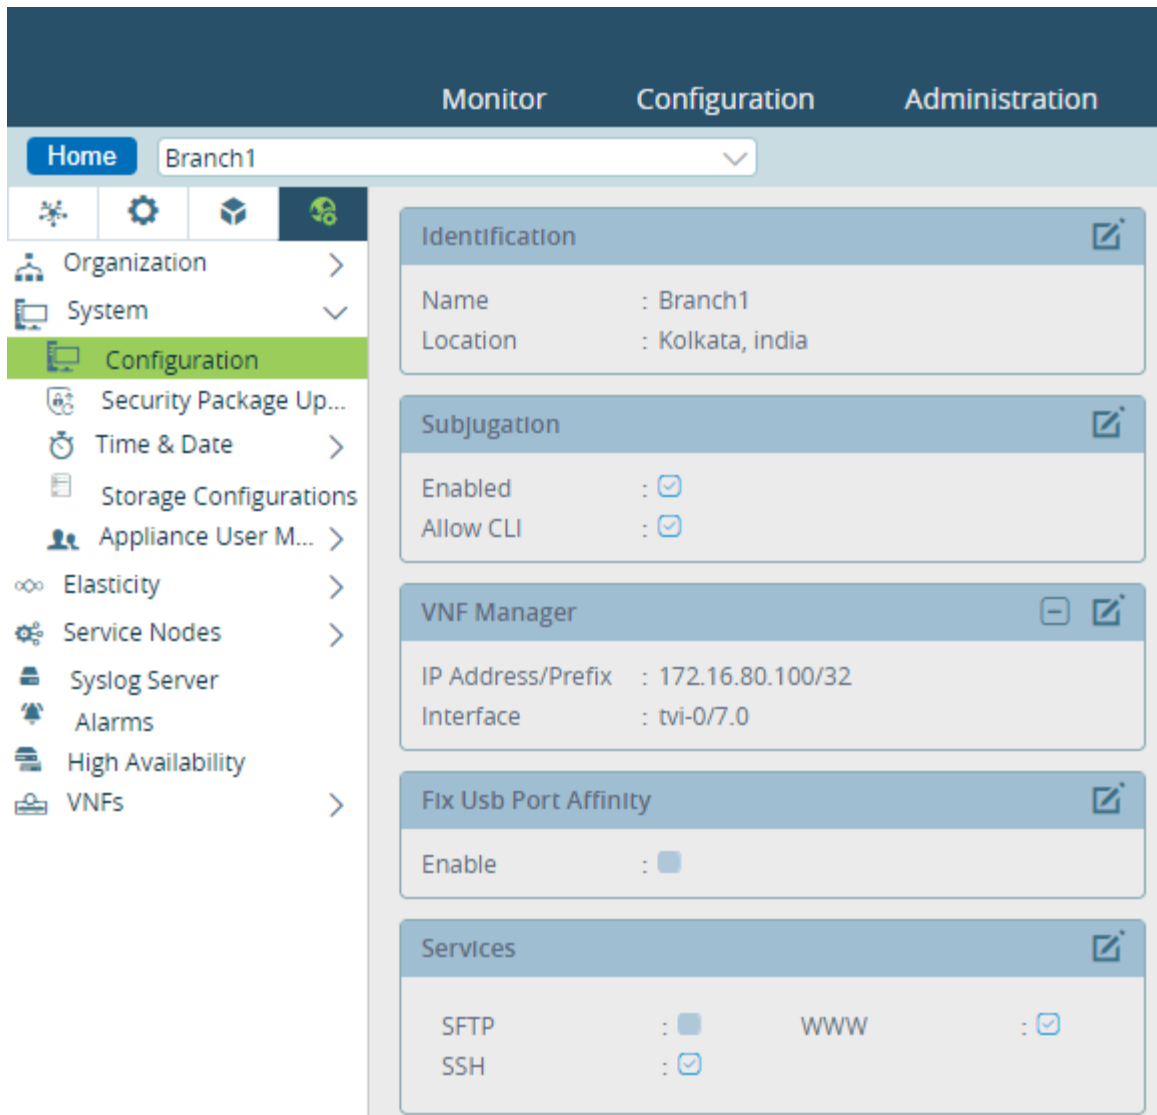 Monitor Configuration Administration
Home Branch1
Organization
System
Configuration
Security Package Up...
Time & Date
Storage Configurations
Appliance User M...
Elasticity
Service Nodes
Syslog Server
Alarms
High Availability
VNFs
Identification
Name : Branch1
Location : Kolkata, india
Subjugation
Enabled :
Allow CLI :
VNF Manager
IP Address/Prefix : 172.16.80.100/32
Interface : tvi-0/7.0
Fix Usb Port Affinity
Enable :
Services
SFTP : WWW :
SSH :